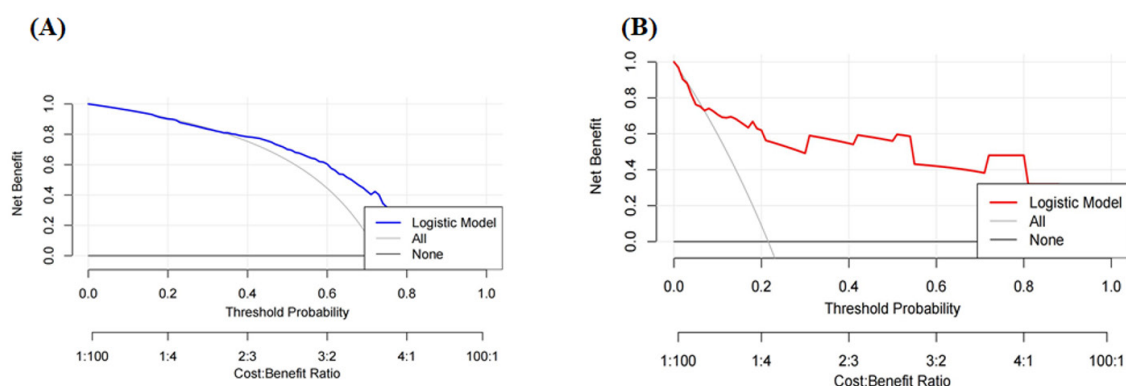 (A)
Net Benefit
1.0
0.8
0.6
0.4
0.2
0.0
Logistic Model
All
None
0.0 0.2 0.4 0.6 0.8 1.0
Threshold Probability
1:100 1:4 2:3 3:2 4:1 100:1
Cost:Benefit Ratio
(B)
Net Benefit
1.0
0.8
0.6
0.4
0.2
0.0
Logistic Model
All
None
0.0 0.2 0.4 0.6 0.8 1.0
Threshold Probability
1:100 1:4 2:3 3:2 4:1 100:1
Cost:Benefit Ratio